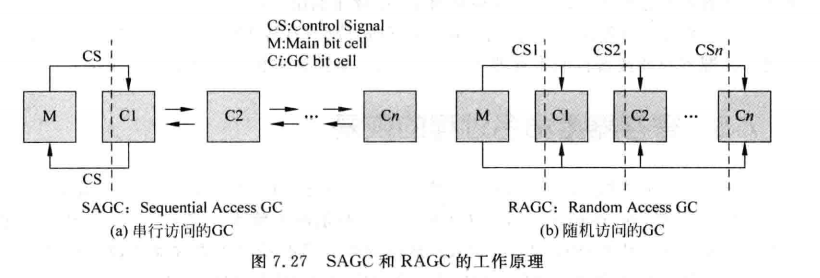 CS:Control Signal
M:Main bit cell
Ci:GC bit cell
CS
M
C1
C2
...
Cn
CS
SAGC：Sequential Access GC
(a) 串行访问的GC
CS1
CS2
CSn
M
C1
C2
...
Cn
RAGC：Random Access GC
(b) 随机访问的GC
图 7.27 SAGC 和 RAGC 的工作原理